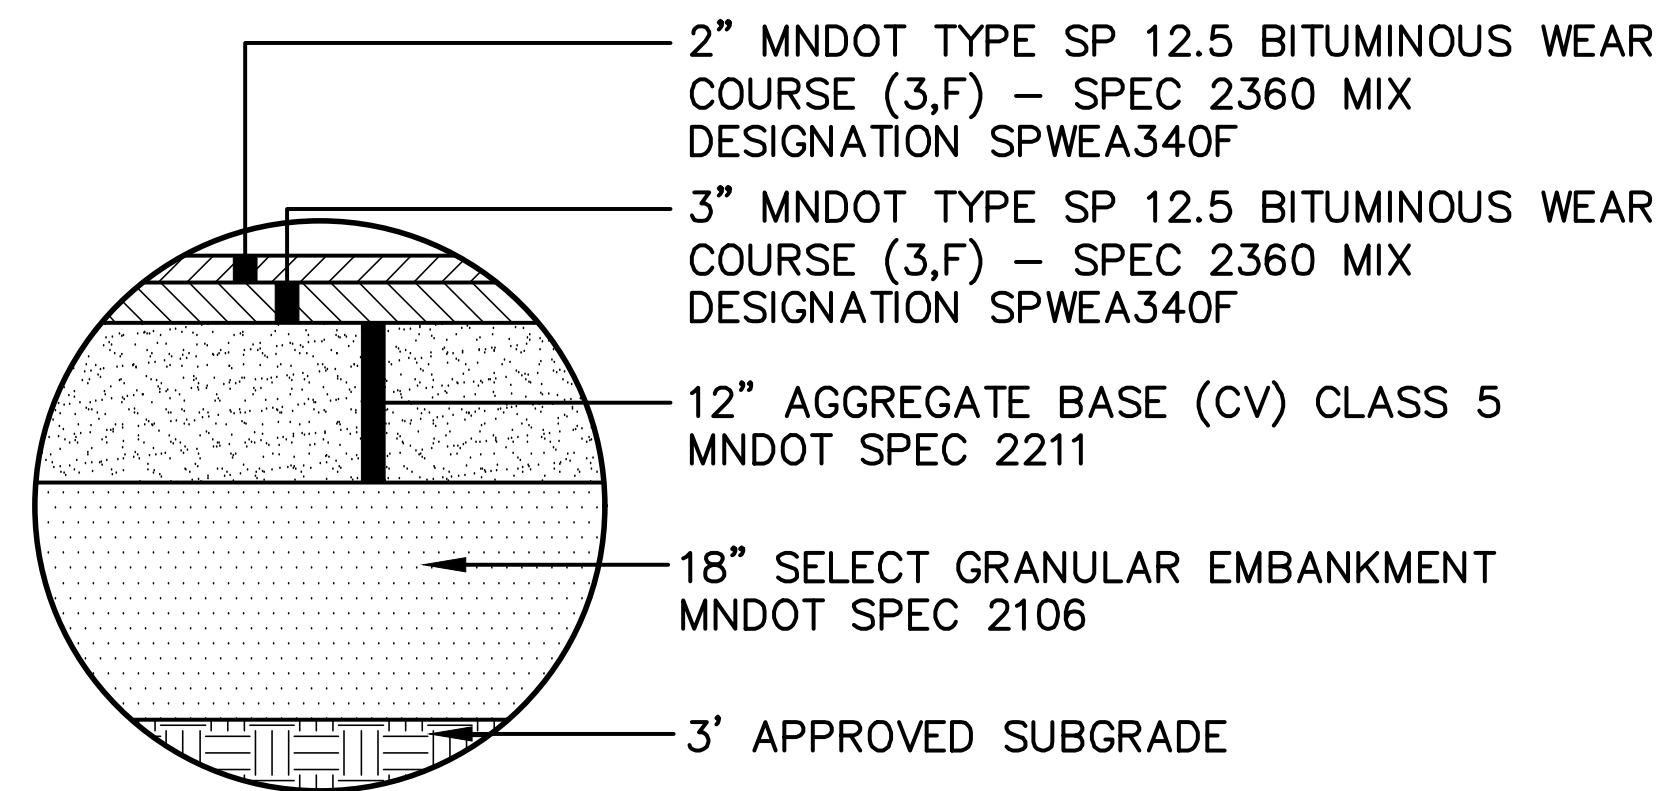 2” MNDOT TYPE SP 12.5 BITUMINOUS WEAR
COURSE (3,F) – SPEC 2360 MIX
DESIGNATION SPWEA340F
3” MNDOT TYPE SP 12.5 BITUMINOUS WEAR
COURSE (3,F) – SPEC 2360 MIX
DESIGNATION SPWEA340F
12” AGGREGATE BASE (CV) CLASS 5
MNDOT SPEC 2211
18” SELECT GRANULAR EMBANKMENT
MNDOT SPEC 2106
3’ APPROVED SUBGRADE